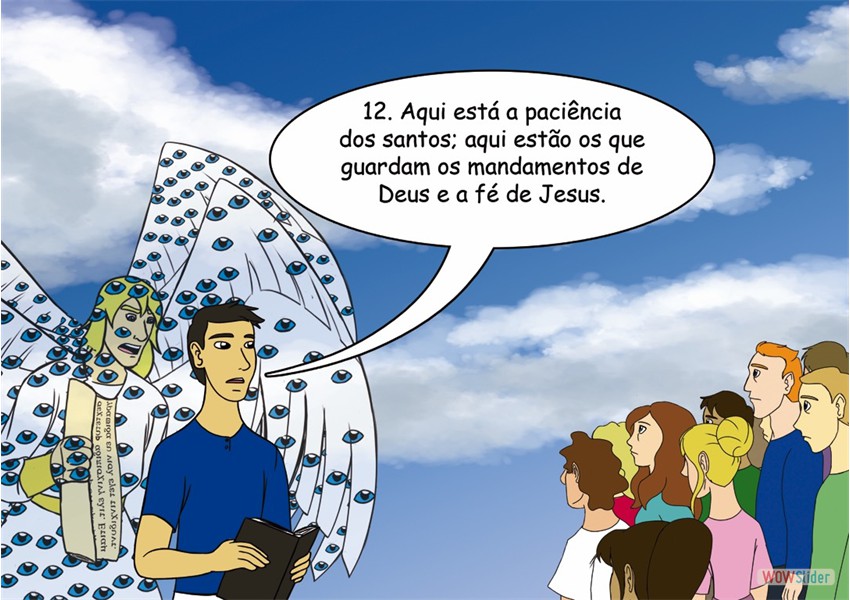 12. Aqui está a paciência
dos santos; aqui estão os que
guardam os mandamentos de
Deus e a fé de Jesus.
WOWSlider